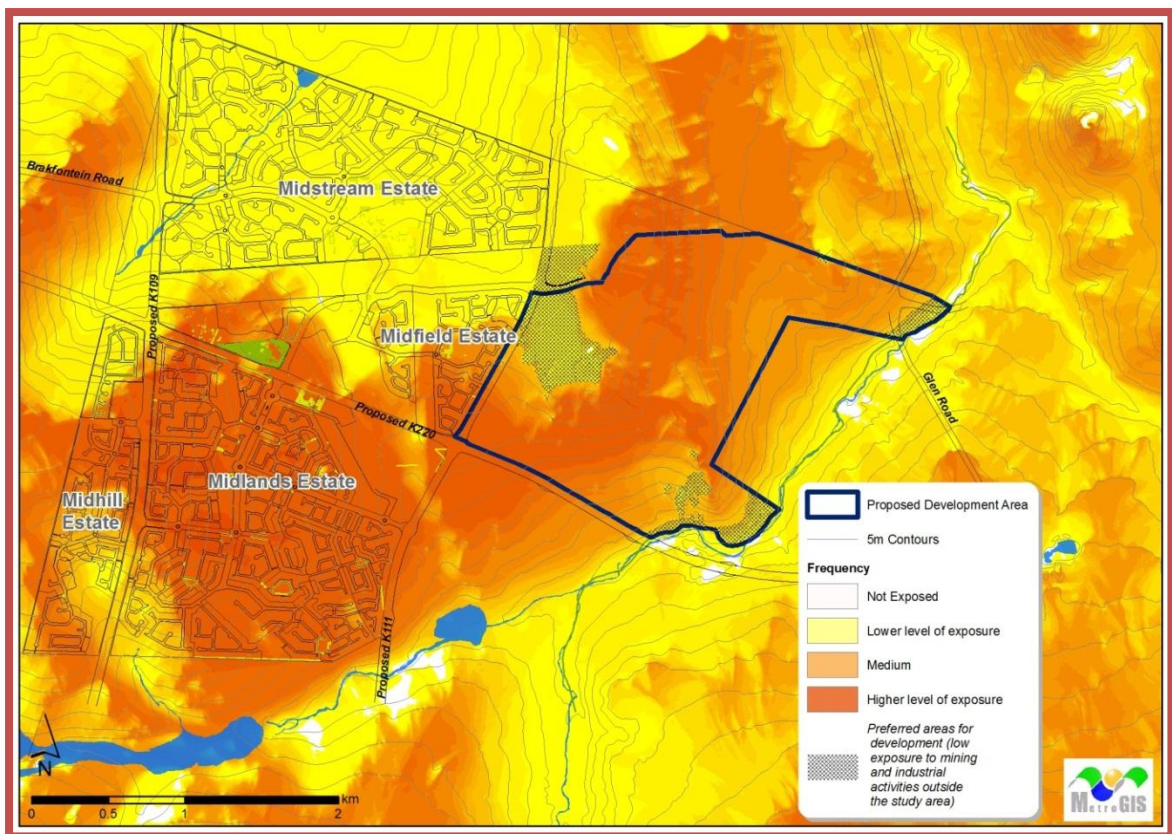 Brakfontein Road
Midstream Estate
Proposed K109
Midfield Estate
Proposed K220
Glen Road
Midlands Estate
Midhill
Estate
Proposed K111
Proposed Development Area
5m Contours
Frequency
Not Exposed
Lower level of exposure
Medium
Higher level of exposure
Preferred areas for
development (low
exposure to mining
and industrial
activities outside
the study area)
N
km
0 0.5 1 2
MetroGIS